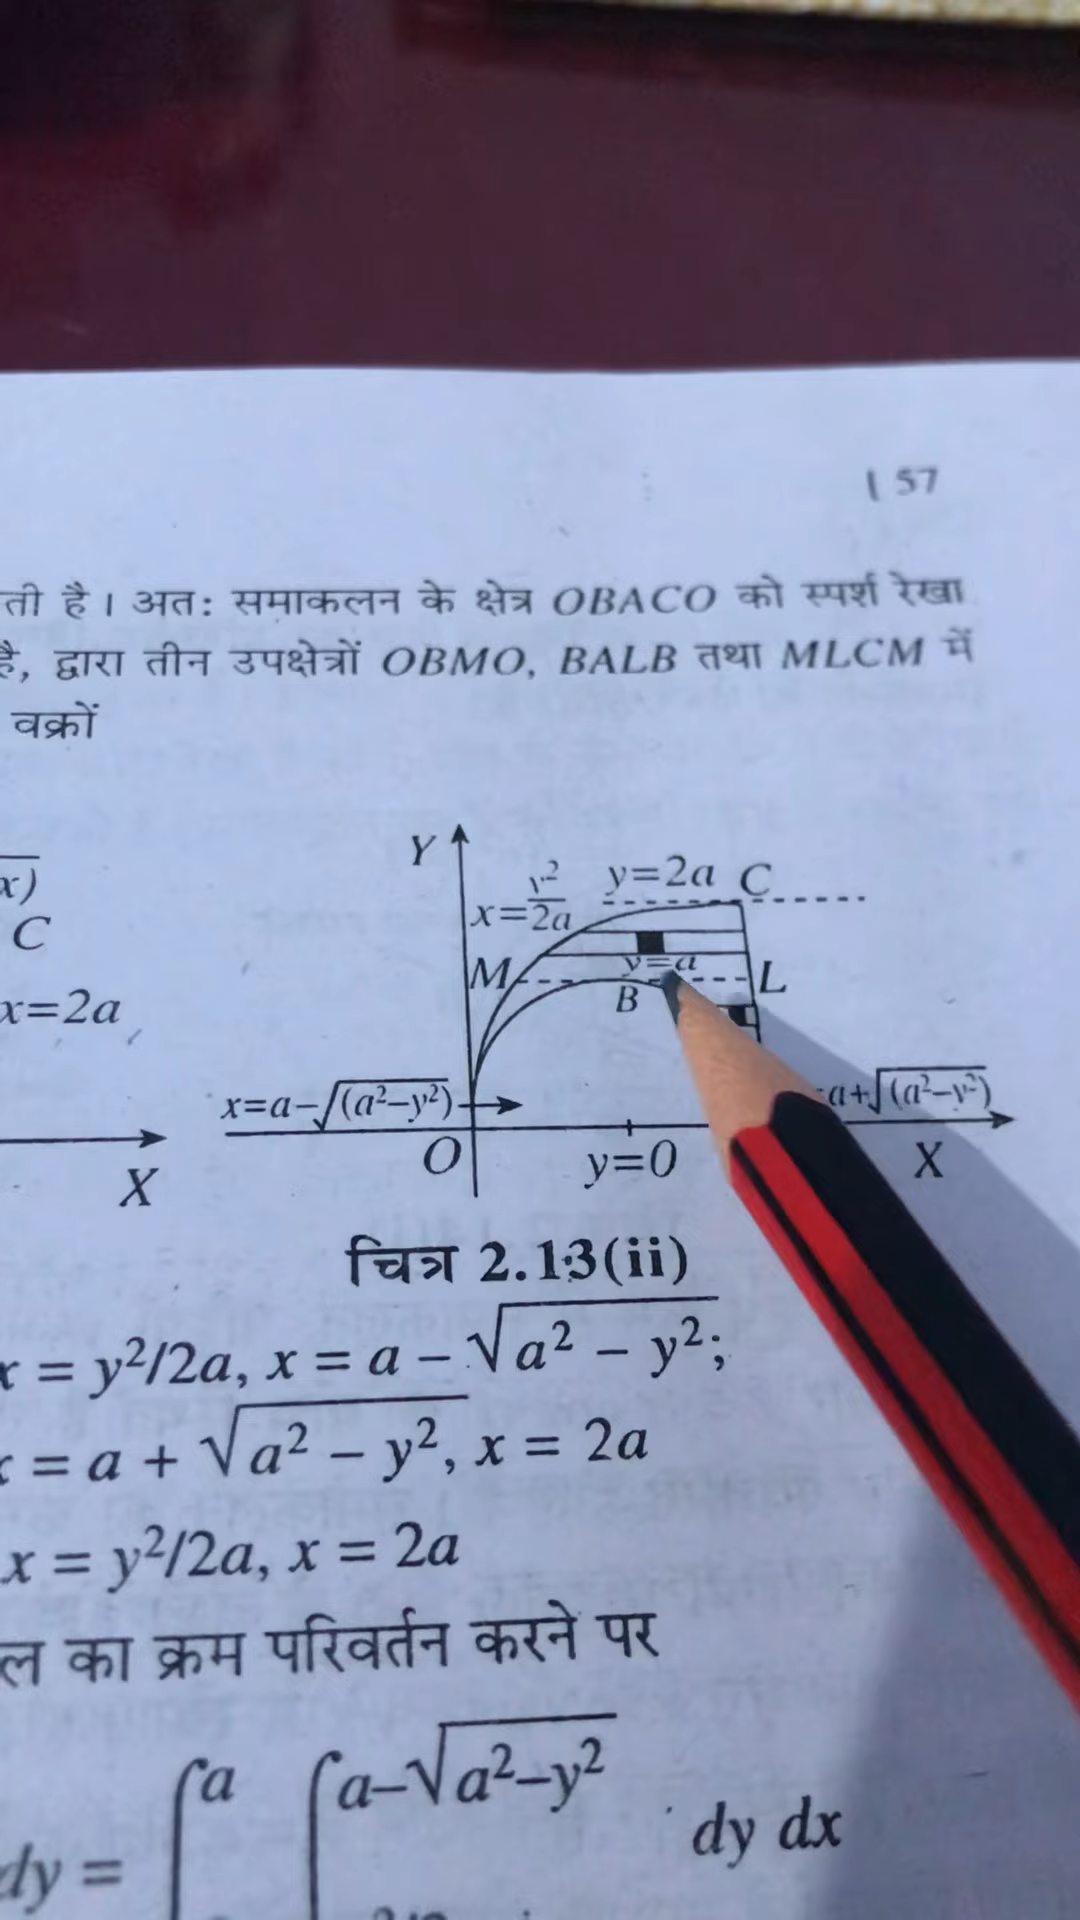 57
ती है। अतः समाकलन के क्षेत्र OBACO को स्पर्श रेखा
है, द्वारा तीन उपक्षेत्रों OBMO, BALB तथा MLCM में
वक्रों
x)
C
x=2a
X
Y
x=y²/2a
y=2a C
M
y=a
L
B
x=a–√(a²–y²)
a+√(a²–y²)
O
y=0
X
चित्र 2.13(ii)
x = y²/2a, x = a – √a² – y²;
x = a + √a² – y², x = 2a
x = y²/2a, x = 2a
ल का क्रम परिवर्तन करने पर
dy = ∫ a ∫ a–√a²–y² dy dx